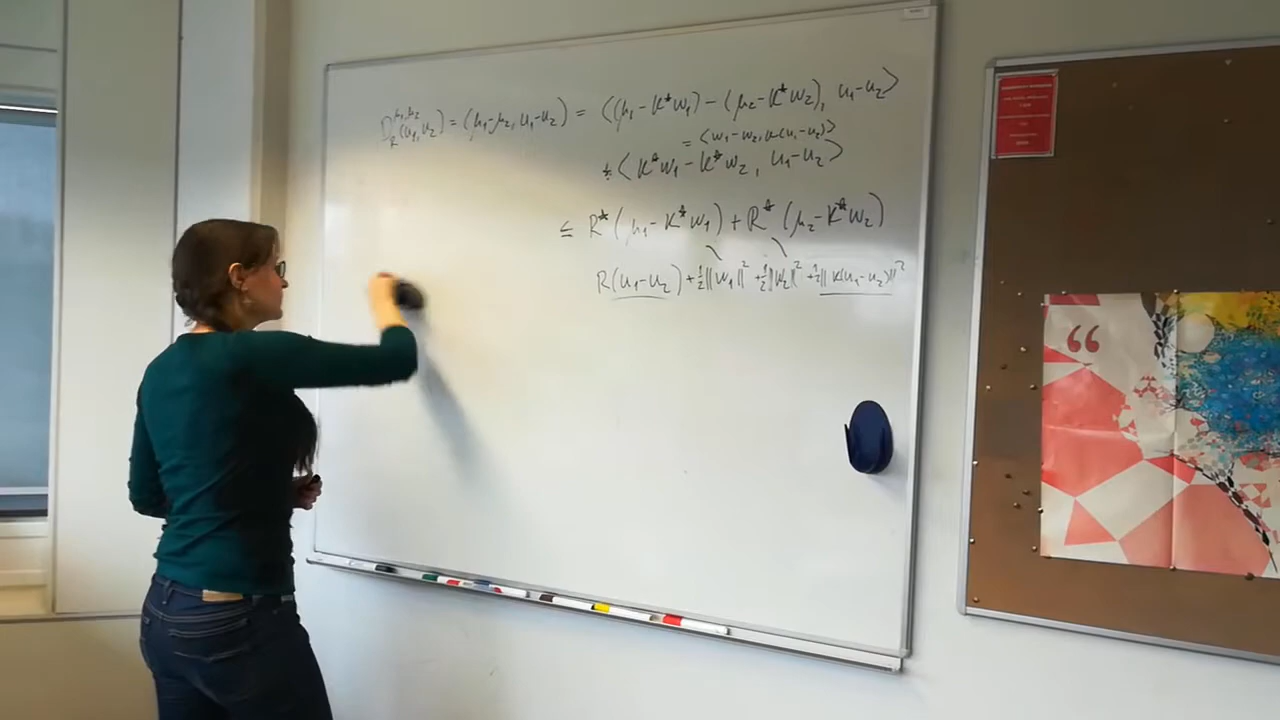 D_R^{μ₁,μ₂}(u₁,u₂) = (μ₁-μ₂, u₁-u₂) = ⟨(μ₁-K*w₁) - (μ₂-K*w₂), u₁-u₂⟩
= ⟨w₁-w₂, K(u₁-u₂)⟩
+ ⟨K*w₁ - K*w₂, u₁-u₂⟩
≤ R*(μ₁-K*w₁) + R*(μ₂-K*w₂)
R(u₁-u₂) + ½||w₁||² + ½||w₂||² + ½||K(u₁-u₂)||²
“